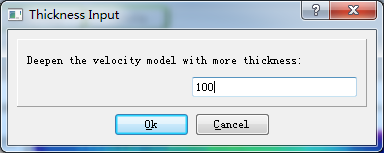 Thickness Input
Deepen the velocity model with more thickness:
100
Ok
Cancel